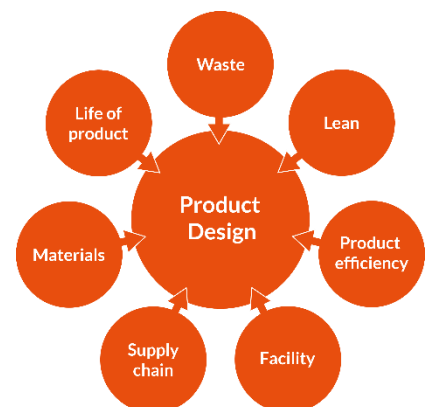 Waste
Life of
product
Lean
Product
Design
Materials
Product
efficiency
Supply
chain
Facility